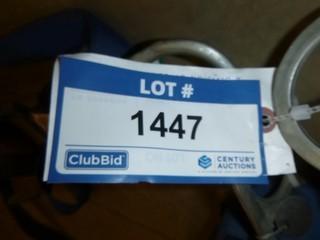 LOT #
1447
ClubBid
CENTURY
AUCTIONS